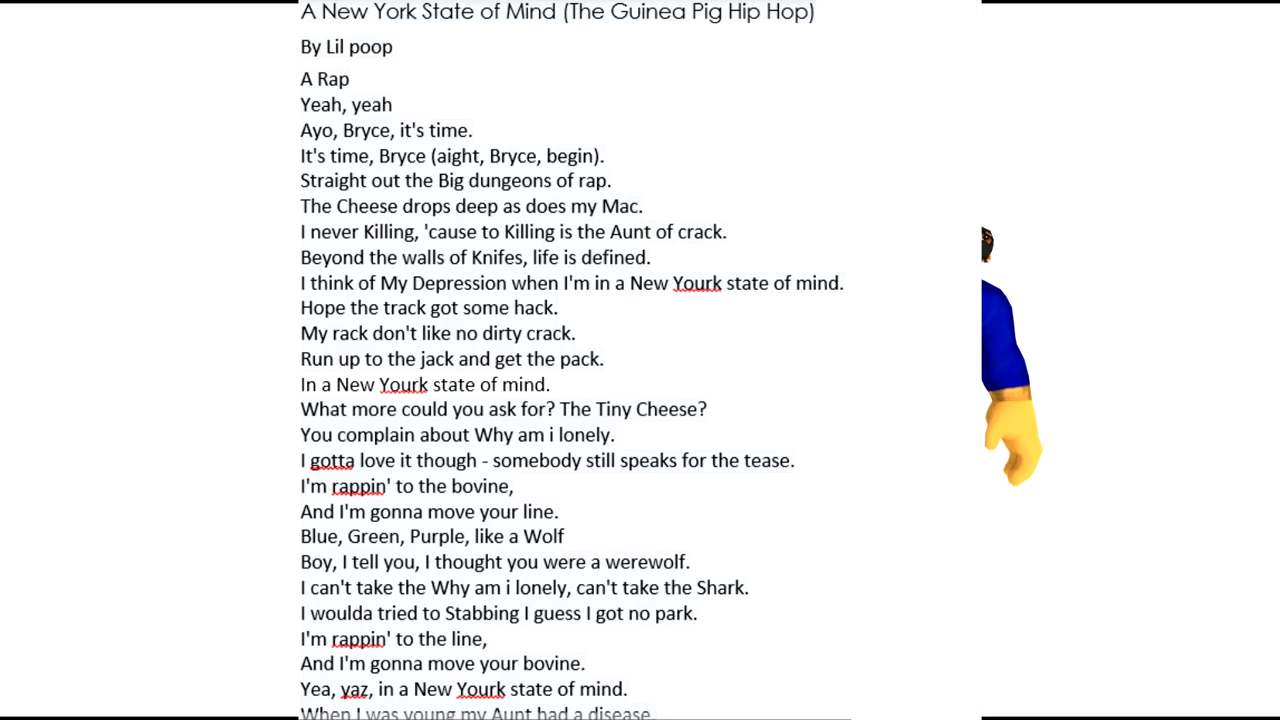 A New York State of Mind (The Guinea Pig Hip Hop)
By Lil poop
A Rap
Yeah, yeah
Ayo, Bryce, it's time.
It's time, Bryce (aight, Bryce, begin).
Straight out the Big dungeons of rap.
The Cheese drops deep as does my Mac.
I never Killing, 'cause to Killing is the Aunt of crack.
Beyond the walls of Knifes, life is defined.
I think of My Depression when I'm in a New Yourk state of mind.
Hope the track got some hack.
My rack don't like no dirty crack.
Run up to the jack and get the pack.
In a New Yourk state of mind.
What more could you ask for? The Tiny Cheese?
You complain about Why am i lonely.
I gotta love it though - somebody still speaks for the tease.
I'm rappin' to the bovine,
And I'm gonna move your line.
Blue, Green, Purple, like a Wolf
Boy, I tell you, I thought you were a werewolf.
I can't take the Why am i lonely, can't take the Shark.
I woulda tried to Stabbing I guess I got no park.
I'm rappin' to the line,
And I'm gonna move your bovine.
Yea, yaz, in a New Yourk state of mind.
When I was young my Aunt had a disease.